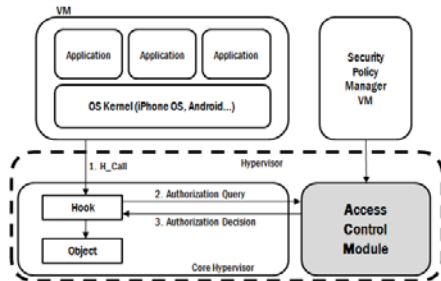 VM
Application
Application
Application
OS Kernel (iPhone OS, Android...)
Security
Policy
Manager
VM
1. H_Call
Hypervisor
Hook
2. Authorization Query
3. Authorization Decision
Object
Core Hypervisor
Access
Control
Module